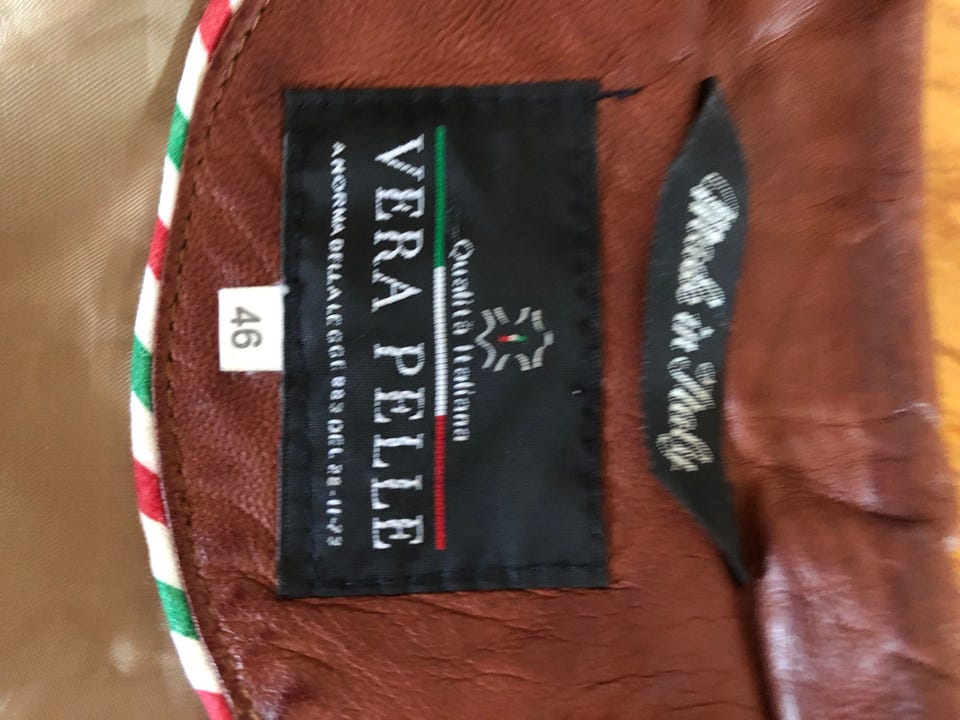 Made in Italy
Qualità Italiana
VERA PELLE
A NORMA DELLA LEGGE 883 DEL 26-11-73
46